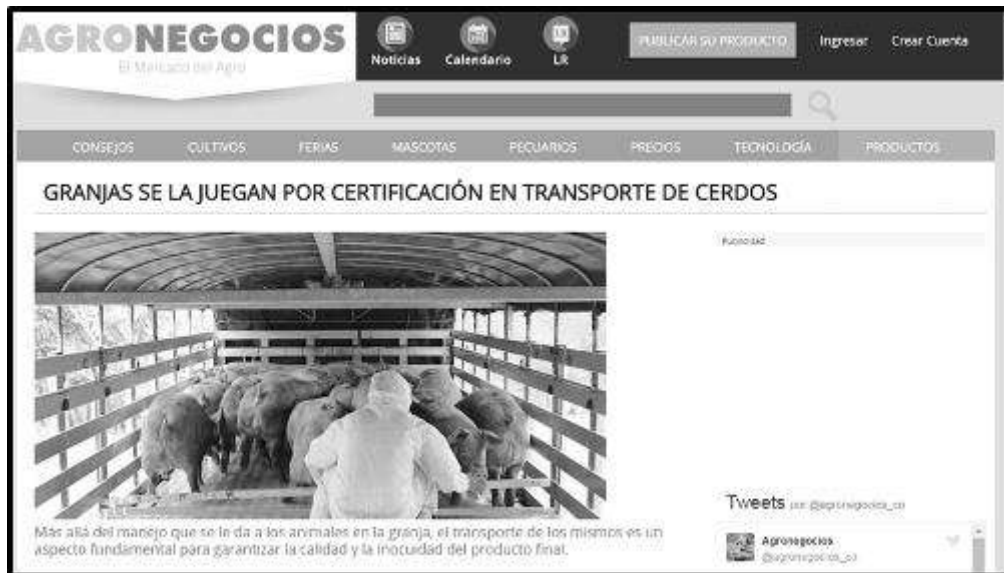 AGRONEGOCIOS
El Mercado del Agro
Noticias
Calendario
LR
PUBLICAR SU PRODUCTO
Ingresar
Crear Cuenta
CONSEJOS CULTIVOS FERIAS MASCOTAS PECUARIOS PRECIOS TECNOLOGÍA PRODUCTOS
GRANJAS SE LA JUEGAN POR CERTIFICACIÓN EN TRANSPORTE DE CERDOS
Publicidad
Más allá del manejo que se le da a los animales en la granja, el transporte de los mismos es un
aspecto fundamental para garantizar la calidad y la inocuidad del producto final.
Tweets por @agronegocios_co
Agronegocios
@agronegocios_co